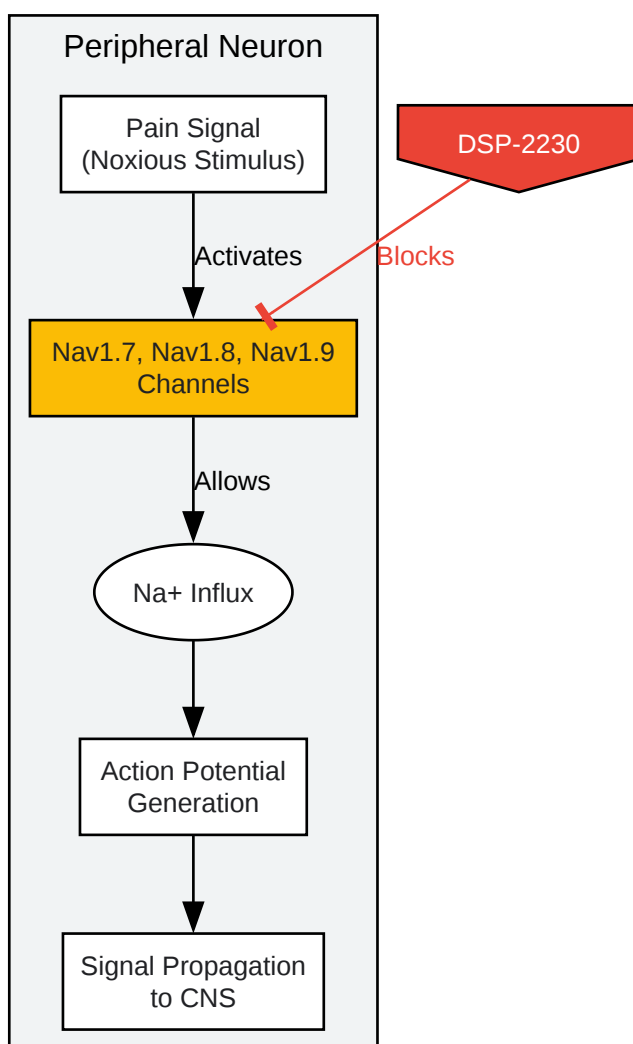 Peripheral Neuron
Pain Signal
(Noxious Stimulus)
DSP-2230
Activates
Blocks
Nav1.7, Nav1.8, Nav1.9
Channels
Allows
Na+ Influx
Action Potential
Generation
Signal Propagation
to CNS